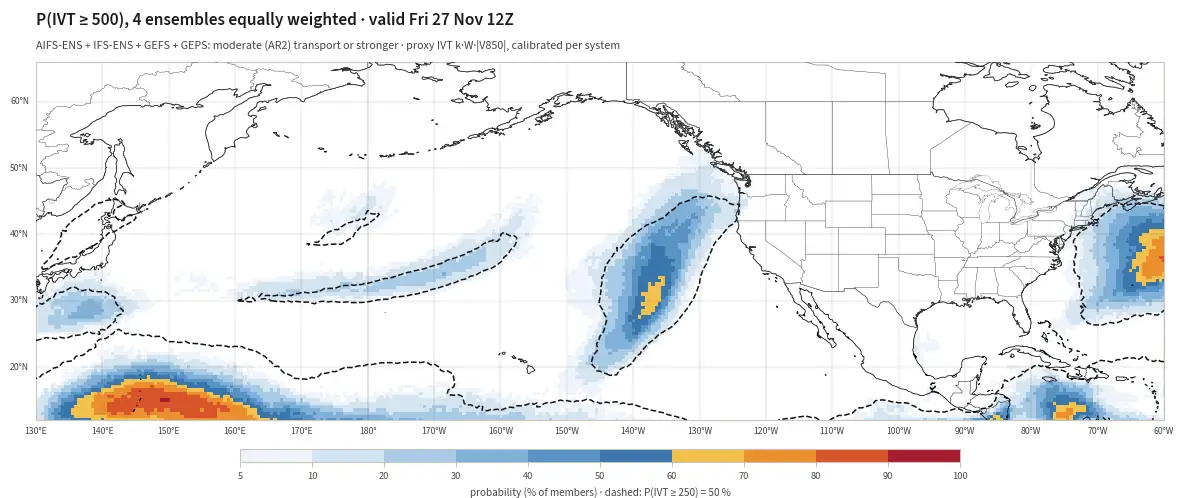 P(IVT ≥ 500), 4 ensembles equally weighted · valid Fri 27 Nov 12Z
AIFS-ENS + IFS-ENS + GEFS + GEPS: moderate (AR2) transport or stronger · proxy IVT k·W·|V850|, calibrated per system
60°N
50°N
40°N
30°N
20°N
130°E 140°E 150°E 160°E 170°E 180° 170°W 160°W 150°W 140°W 130°W 120°W 110°W 100°W 90°W 80°W 70°W 60°W
5 10 20 30 40 50 60 70 80 90 100
probability (% of members) · dashed: P(IVT ≥ 250) = 50 %